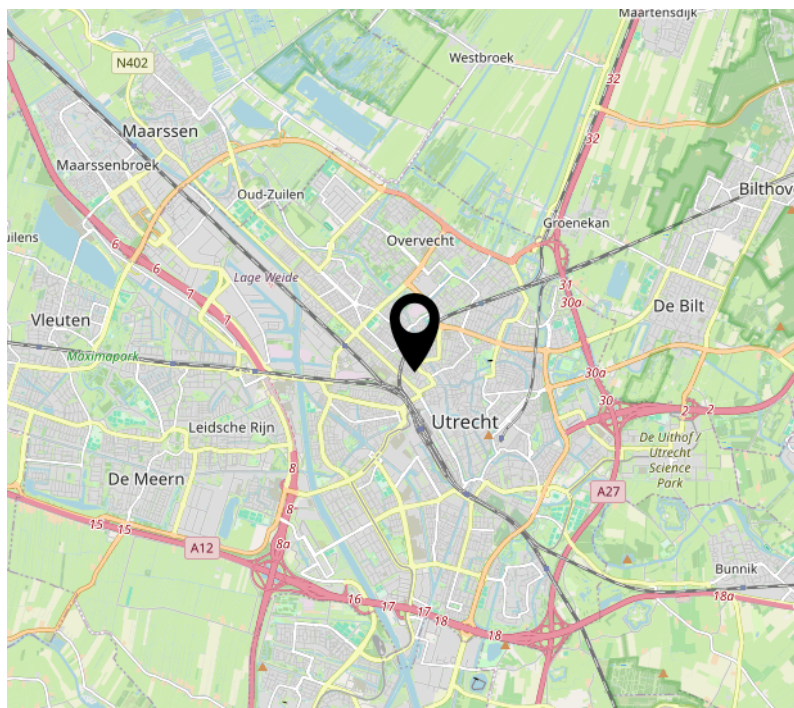 Maartensdijk
N402
Westbroek
32
Maarssen
32
Maarssenbroek
Bilthov
Oud-Zuilen
Groenekan
uilens
6
Overvecht
6
Lage Weide
31
7
30a
De Bilt
7
Vleuten
Máximapark
30a
30
2
2
Utrecht
Leidsche Rijn
De Uithof /
Utrecht
Science
Park
8
De Meern
A27
8
15
15
8a
A12
Bunnik
16
17
17
18
18
18a